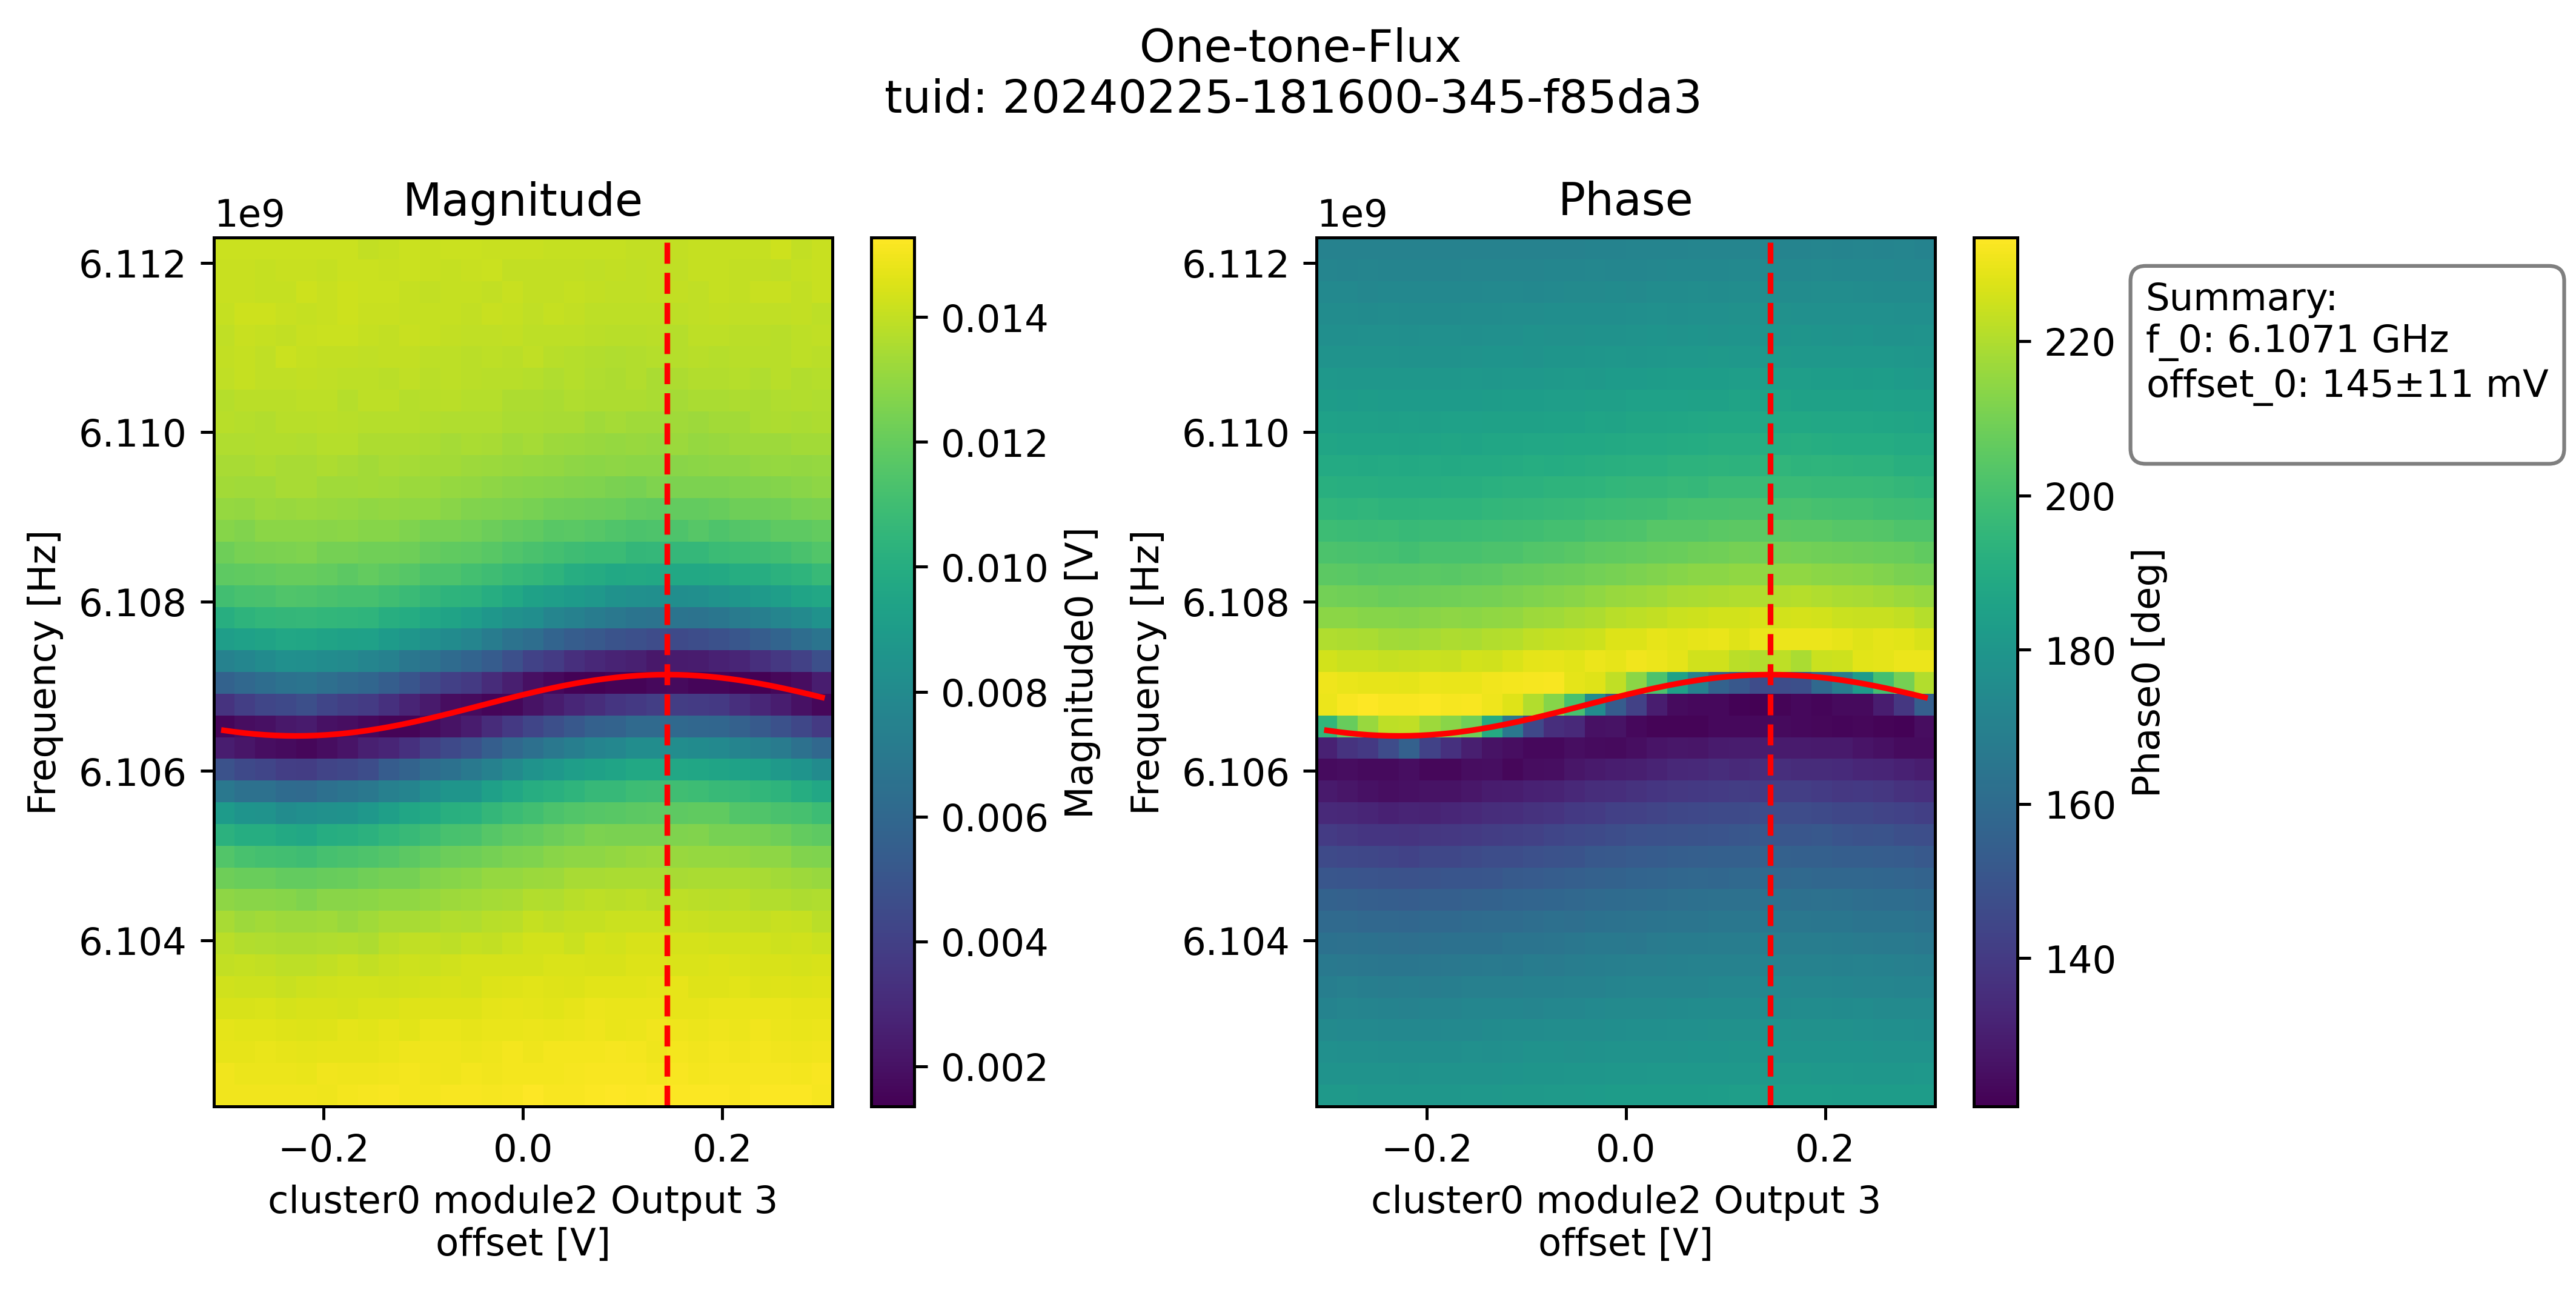 One-tone-Flux
tuid: 20240225-181600-345-f85da3
Magnitude
1e9
6.112
6.110
6.108
6.106
6.104
Frequency [Hz]
−0.2
0.0
0.2
cluster0 module2 Output 3
offset [V]
0.014
0.012
0.010
0.008
0.006
0.004
0.002
Magnitude0 [V]
Phase
1e9
6.112
6.110
6.108
6.106
6.104
Frequency [Hz]
−0.2
0.0
0.2
cluster0 module2 Output 3
offset [V]
220
200
180
160
140
Phase0 [deg]
Summary:
f_0: 6.1071 GHz
offset_0: 145±11 mV